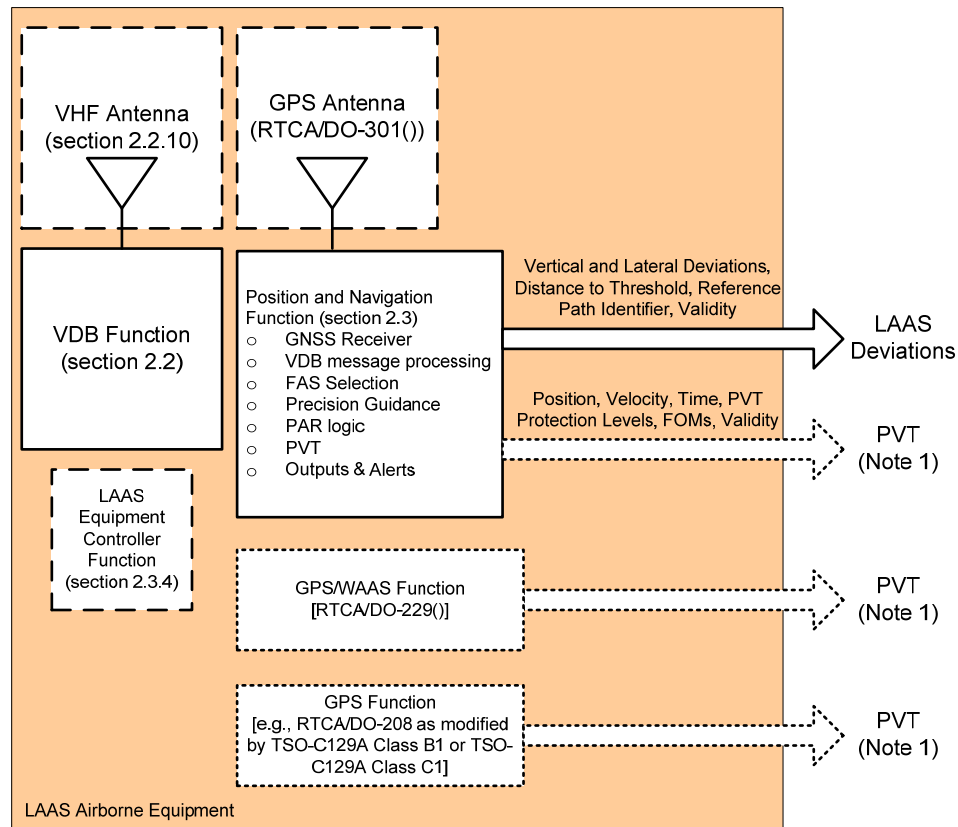 VHF Antenna
(section 2.2.10)
GPS Antenna
(RTCA/DO-301())
VDB Function
(section 2.2)
Position and Navigation
Function (section 2.3)
o GNSS Receiver
o VDB message processing
o FAS Selection
o Precision Guidance
o PAR logic
o PVT
o Outputs & Alerts
Vertical and Lateral Deviations,
Distance to Threshold, Reference
Path Identifier, Validity
LAAS
Deviations
Position, Velocity, Time, PVT
Protection Levels, FOMs, Validity
PVT
(Note 1)
LAAS
Equipment
Controller
Function
(section 2.3.4)
GPS/WAAS Function
[RTCA/DO-229()]
PVT
(Note 1)
GPS Function
[e.g., RTCA/DO-208 as modified
by TSO-C129A Class B1 or TSO-
C129A Class C1]
PVT
(Note 1)
LAAS Airborne Equipment